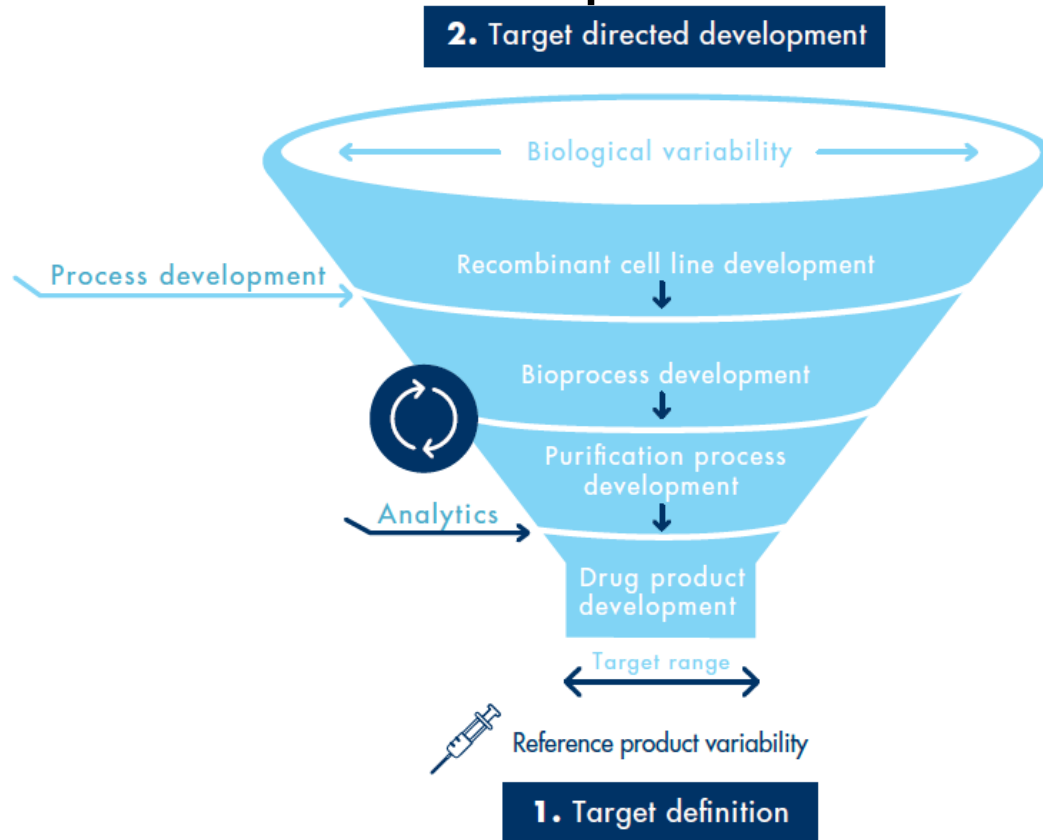 2. Target directed development
Biological variability
Recombinant cell line development
Process development
Bioprocess development
Purification process
development
Analytics
Drug product
development
Target range
Reference product variability
1. Target definition